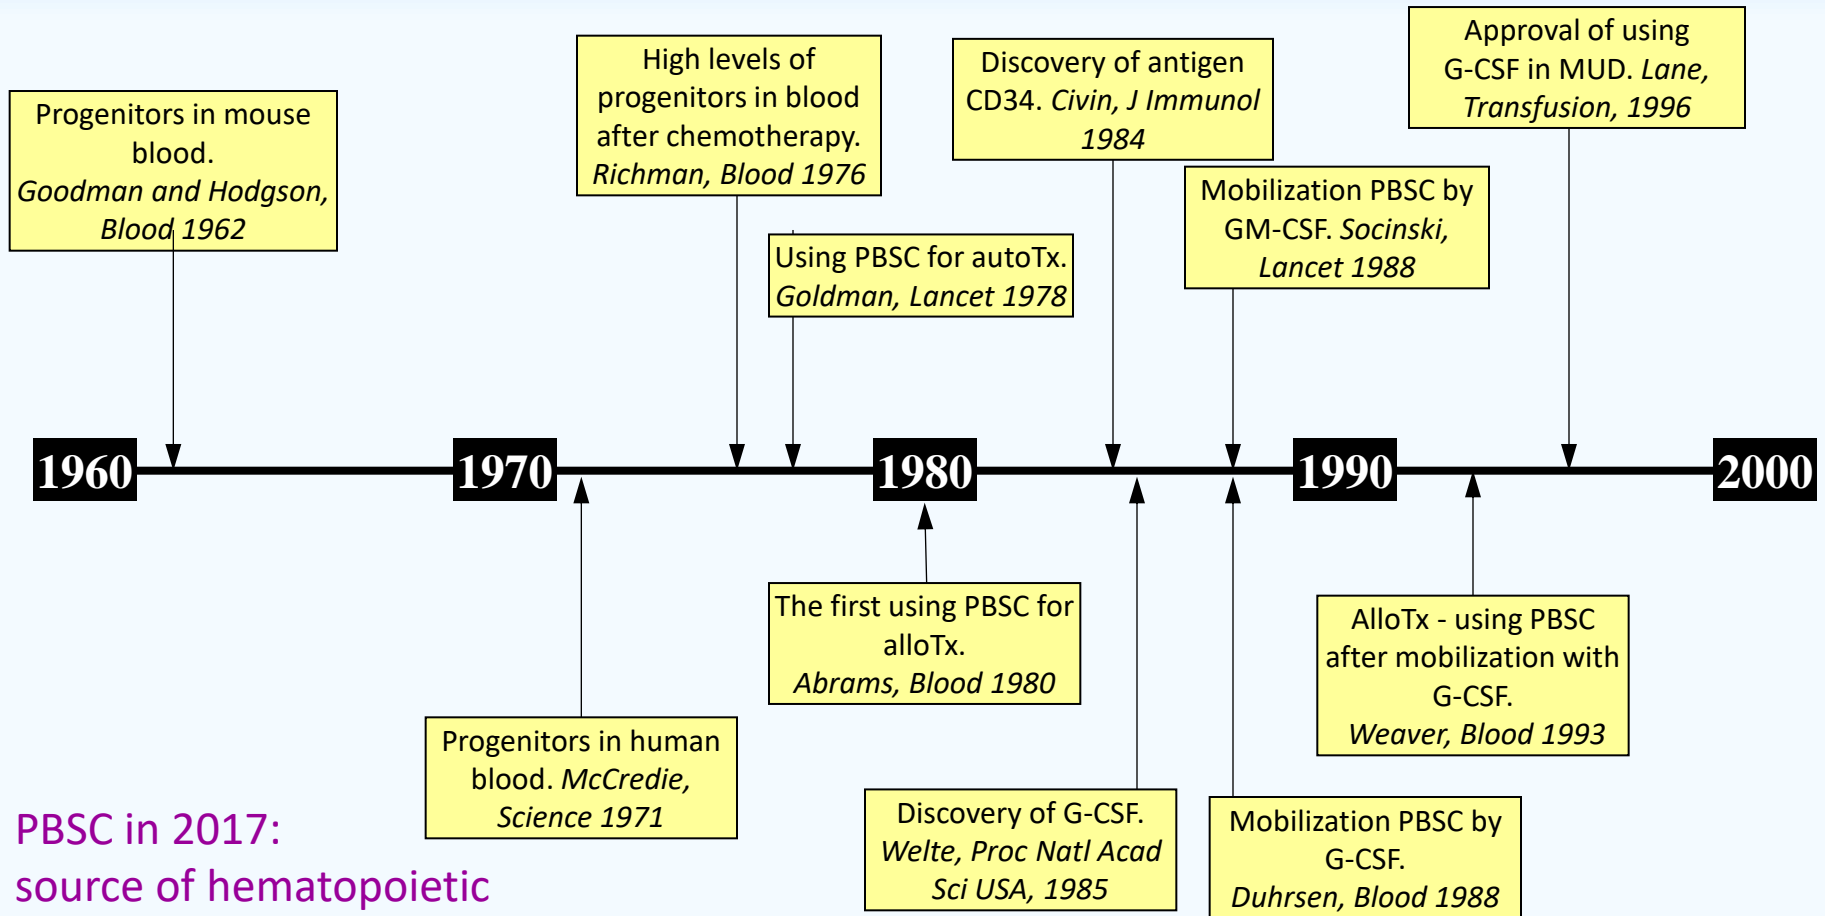 Progenitors in mouse
blood.
Goodman and Hodgson,
Blood 1962
High levels of
progenitors in blood
after chemotherapy.
Richman, Blood 1976
Using PBSC for autoTx.
Goldman, Lancet 1978
Discovery of antigen
CD34. Civin, J Immunol
1984
Mobilization PBSC by
GM-CSF. Socinski,
Lancet 1988
Approval of using
G-CSF in MUD. Lane,
Transfusion, 1996
1960
1970
1980
1990
2000
Progenitors in human
blood. McCredie,
Science 1971
The first using PBSC for
alloTx.
Abrams, Blood 1980
Discovery of G-CSF.
Welte, Proc Natl Acad
Sci USA, 1985
Mobilization PBSC by
G-CSF.
Duhrsen, Blood 1988
AlloTx - using PBSC
after mobilization with
G-CSF.
Weaver, Blood 1993
PBSC in 2017:
source of hematopoietic